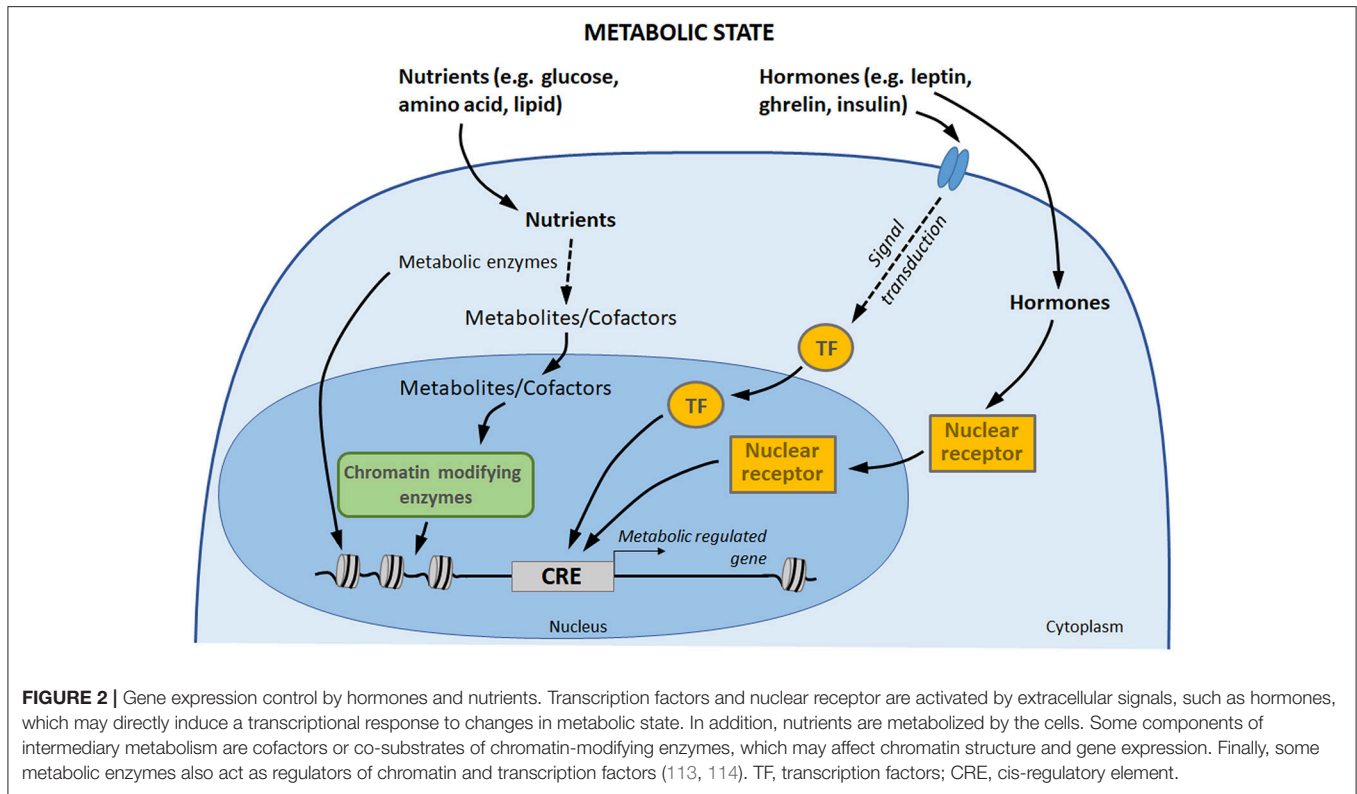 METABOLIC STATE
Nutrients (e.g. glucose,
amino acid, lipid)
Hormones (e.g. leptin,
ghrelin, insulin)
Nutrients
Metabolic enzymes
Signal
transduction
Metabolites/Cofactors
Hormones
TF
Metabolites/Cofactors
TF
Nuclear
receptor
Nuclear
receptor
Chromatin modifying
enzymes
Metabolic regulated
gene
CRE
Nucleus
Cytoplasm
FIGURE 2 | Gene expression control by hormones and nutrients. Transcription factors and nuclear receptor are activated by extracellular signals, such as hormones,
which may directly induce a transcriptional response to changes in metabolic state. In addition, nutrients are metabolized by the cells. Some components of
intermediary metabolism are cofactors or co-substrates of chromatin-modifying enzymes, which may affect chromatin structure and gene expression. Finally, some
metabolic enzymes also act as regulators of chromatin and transcription factors (113, 114). TF, transcription factors; CRE, cis-regulatory element.